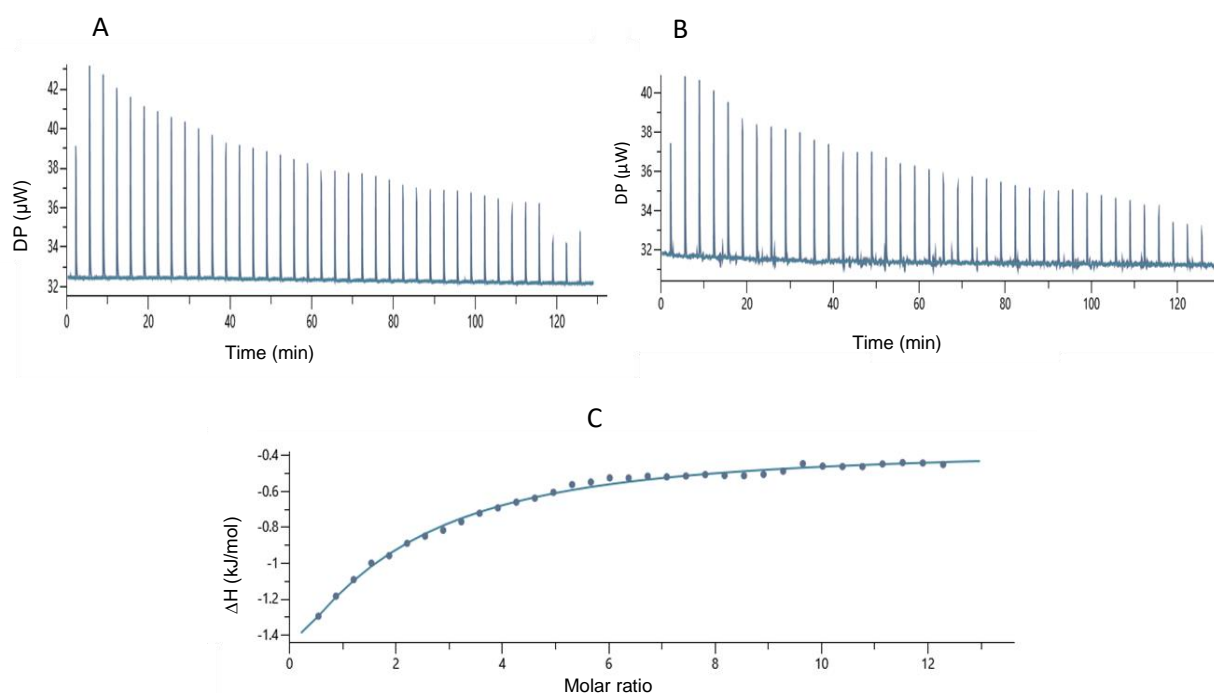 A
DP (µW)
42
40
38
36
34
32
0 20 40 60 80 100 120
Time (min)
B
DP (µW)
40
38
36
34
32
0 20 40 60 80 100 120
Time (min)
C
ΔH (kJ/mol)
-0.4
-0.6
-0.8
-1
-1.2
-1.4
0 2 4 6 8 10 12
Molar ratio